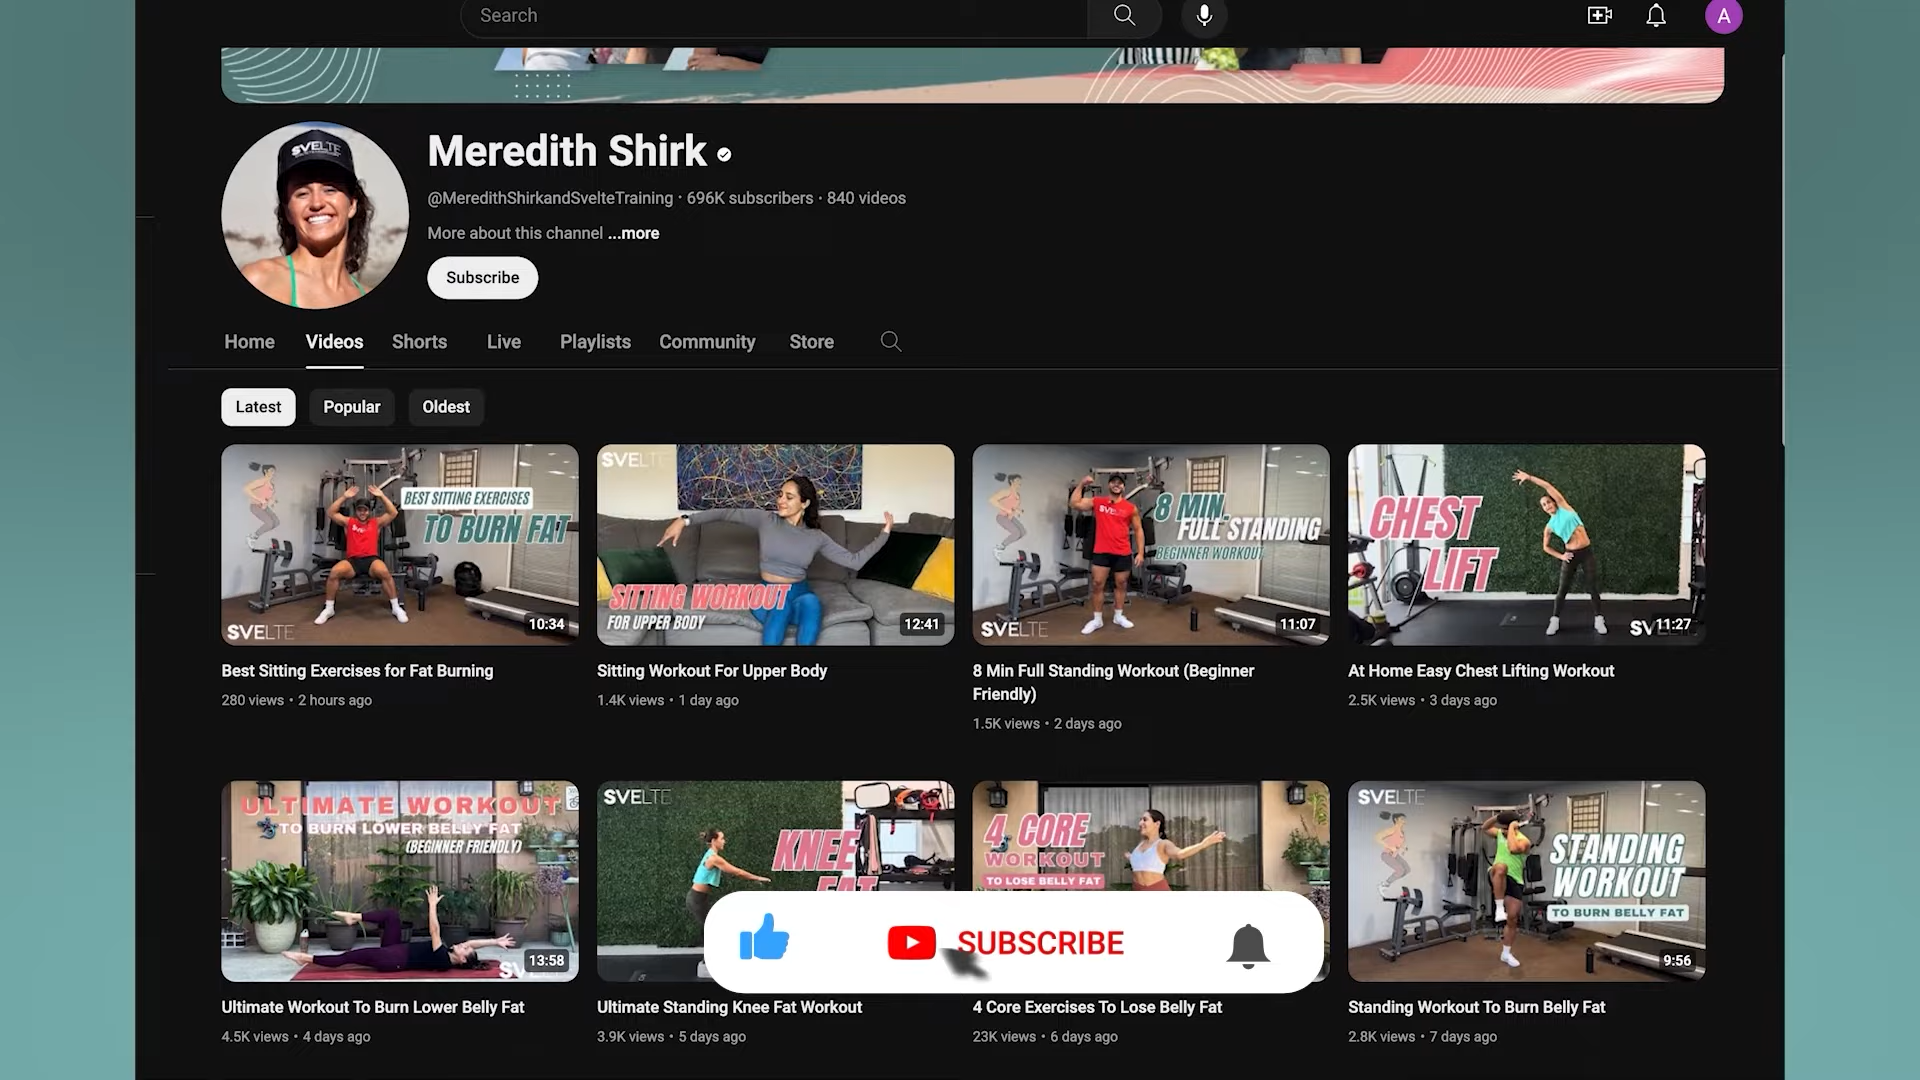 Search
A
SVELTE
Meredith Shirk
@MeredithShirkandSvelteTraining · 696K subscribers · 840 videos
More about this channel ...more
Subscribe
Home Videos Shorts Live Playlists Community Store
Latest Popular Oldest
BEST SITTING EXERCISES
TO BURN FAT
SVELTE
10:34
SVELTE
SITTING WORKOUT
FOR UPPER BODY
12:41
8 MIN
FULL STANDING
BEGINNER WORKOUT
SVELTE
11:07
CHEST
LIFT
11:27
Best Sitting Exercises for Fat Burning
280 views • 2 hours ago
Sitting Workout For Upper Body
1.4K views • 1 day ago
8 Min Full Standing Workout (Beginner
Friendly)
1.5K views • 2 days ago
At Home Easy Chest Lifting Workout
2.5K views • 3 days ago
ULTIMATE WORKOUT
TO BURN LOWER BELLY FAT
(BEGINNER FRIENDLY)
13:58
SVELTE
KNEE
FAT
4 CORE
WORKOUT
TO LOSE BELLY FAT
SVELTE
STANDING
WORKOUT
TO BURN BELLY FAT
9:56
SUBSCRIBE
Ultimate Workout To Burn Lower Belly Fat
4.5K views • 4 days ago
Ultimate Standing Knee Fat Workout
3.9K views • 5 days ago
4 Core Exercises To Lose Belly Fat
23K views • 6 days ago
Standing Workout To Burn Belly Fat
2.8K views • 7 days ago